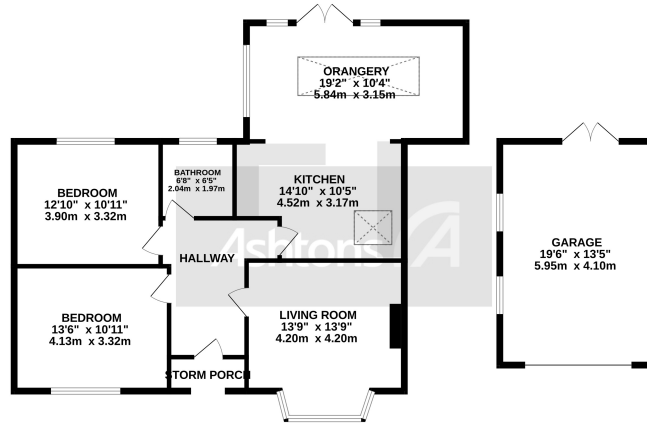 ORANGERY
19'2" x 10'4"
5.84m x 3.15m
BATHROOM
6'8" x 6'5"
2.04m x 1.97m
BEDROOM
12'10" x 10'11"
3.90m x 3.32m
KITCHEN
14'10" x 10'5"
4.52m x 3.17m
Ashtons
HALLWAY
GARAGE
19'6" x 13'5"
5.95m x 4.10m
BEDROOM
13'6" x 10'11"
4.13m x 3.32m
LIVING ROOM
13'9" x 13'9"
4.20m x 4.20m
STORM PORCH